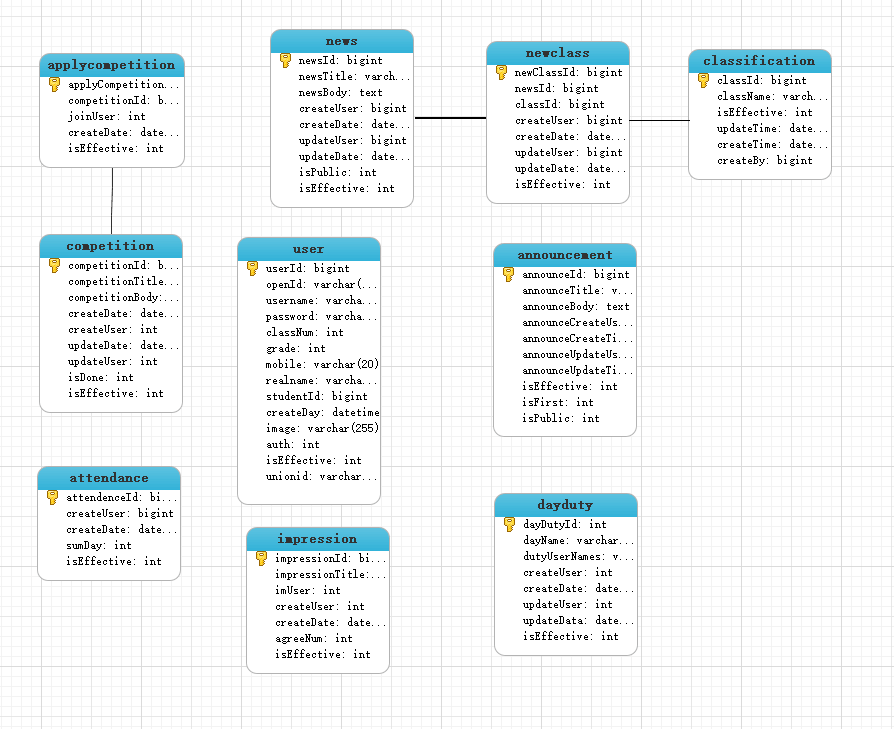 applycompetition
applyCompetition...
competitionId: b...
joinUser: int
createDate: date...
isEffective: int
news
newsId: bigint
newsTitle: varch...
newsBody: text
createUser: bigint
createDate: date...
updateUser: bigint
updateDate: date...
isPublic: int
isEffective: int
newclass
newClassId: bigint
newsId: bigint
classId: bigint
createUser: bigint
createDate: date...
updateUser: bigint
updateDate: date...
isEffective: int
classification
classId: bigint
className: varch...
isEffective: int
updateTime: date...
createTime: date...
createBy: bigint
competition
competitionId: b...
competitionTitle...
competitionBody:...
createDate: date...
createUser: int
updateDate: date...
updateUser: int
isDone: int
isEffective: int
user
userId: bigint
openId: varchar(...
username: varcha...
password: varcha...
classNum: int
grade: int
mobile: varchar(20)
realname: varcha...
studentId: bigint
createDay: datetime
image: varchar(255)
auth: int
isEffective: int
unionid: varchar...
announcement
announceId: bigint
announceTitle: v...
announceBody: text
announceCreateUs...
announceCreateTi...
announceUpdateUs...
announceUpdateTi...
isEffective: int
isFirst: int
isPublic: int
attendance
attendenceId: bi...
createUser: bigint
createDate: date...
sumDay: int
isEffective: int
impression
impressionId: bi...
impressionTitle:...
imUser: int
createUser: int
createDate: date...
agreeNum: int
isEffective: int
dayduty
dayDutyId: int
dayName: varchar...
dutyUserNames: v...
createUser: int
createDate: date...
updateUser: int
updateData: date...
isEffective: int